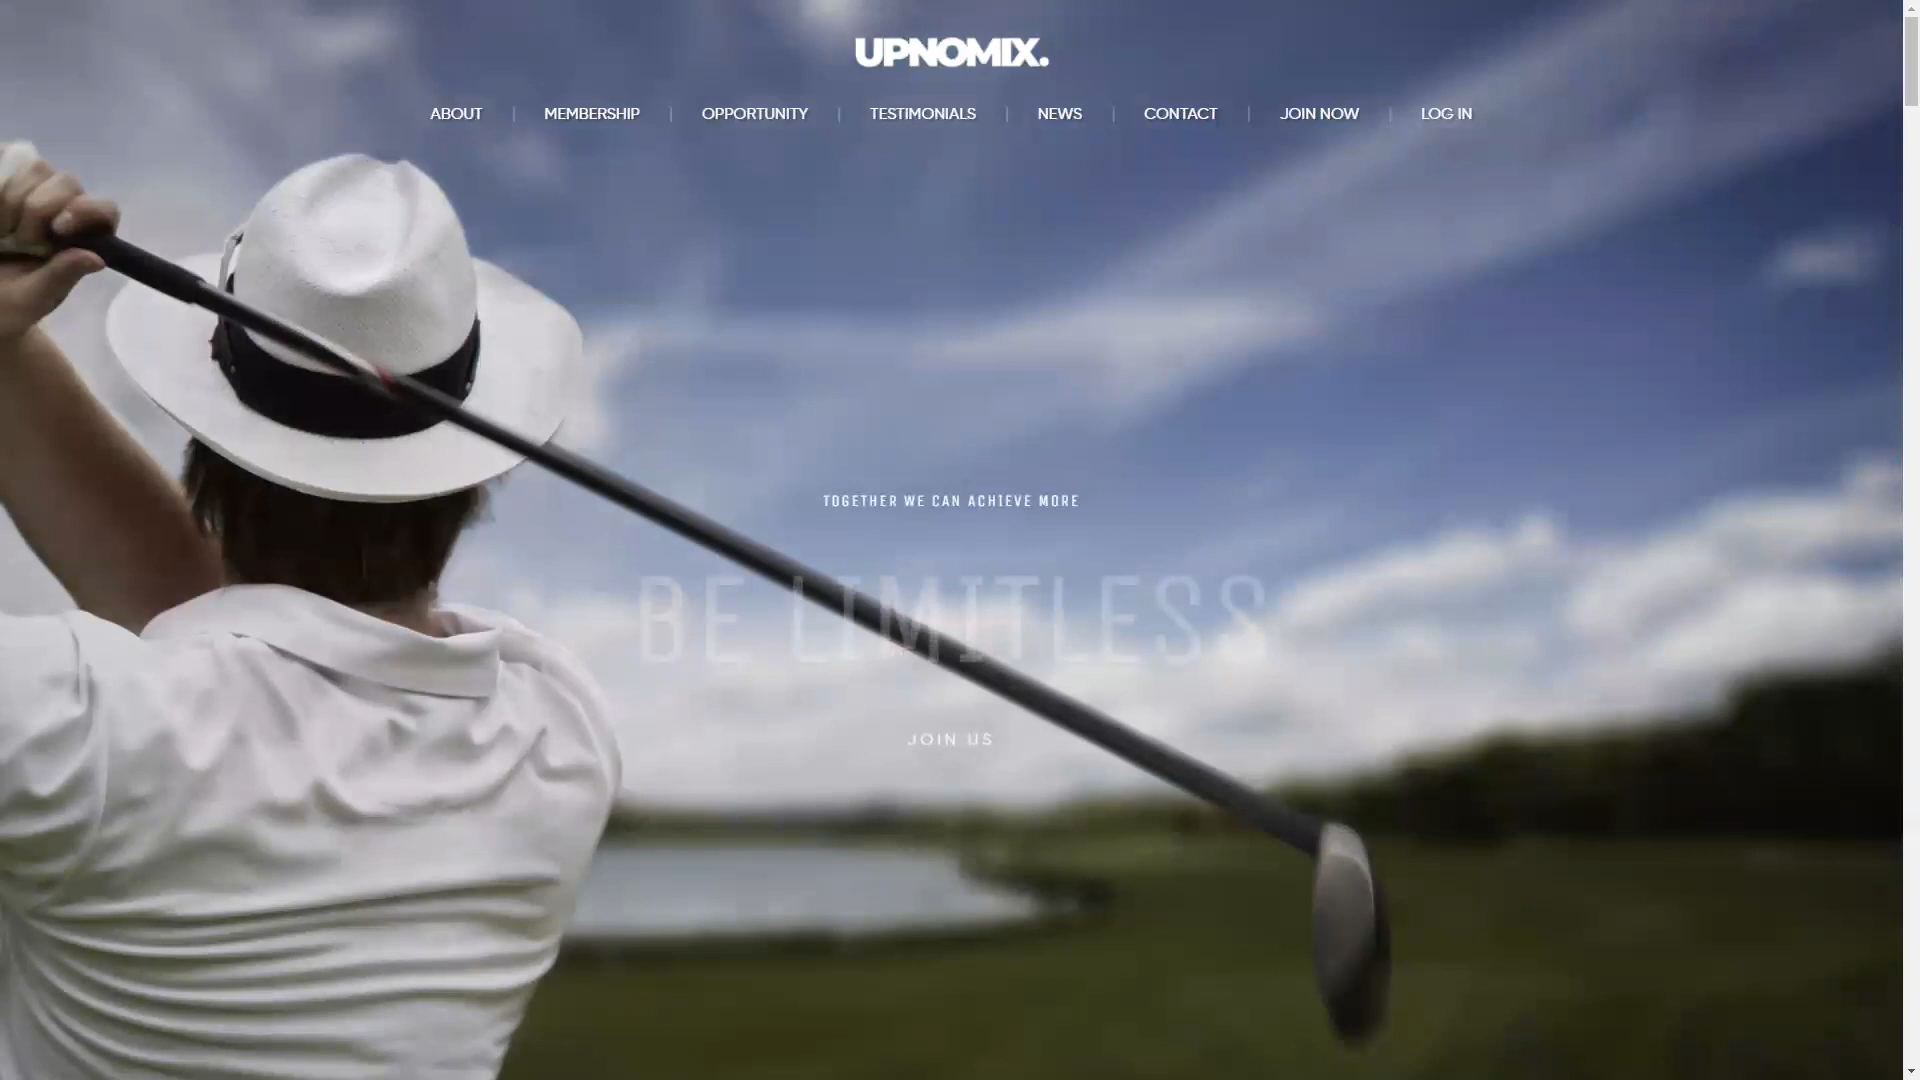 UPNOMIX.
ABOUT | MEMBERSHIP | OPPORTUNITY | TESTIMONIALS | NEWS | CONTACT | JOIN NOW | LOG IN
TOGETHER WE CAN ACHIEVE MORE
BE LIMITLESS
JOIN US